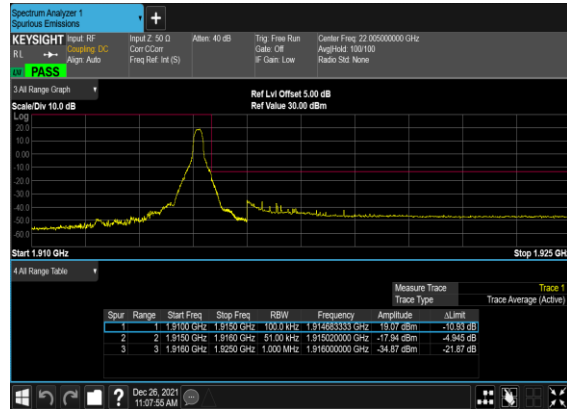 Spectrum Analyzer 1
Spurious Emissions
+
KEYSIGHT Input: RF Input Z: 50 Ω Atten: 40 dB Trig: Free Run Center Freq: 22.005000000 GHz
RL Coupling: DC Corr CCorr Gate: Off Avg|Hold: 100/100
Align: Auto Freq Ref: Int (S) IF Gain: Low Radio Std: None
PASS
3 All Range Graph
Ref Lvl Offset 5.00 dB
Scale/Div 10.0 dB Ref Value 30.00 dBm
Log
20.0
10.0
0.00
-10.0
-20.0
-30.0
-40.0
-50.0
-60.0
Start 1.910 GHz Stop 1.925 GH
4 All Range Table
Measure Trace Trace 1
Trace Type Trace Average (Active)
Spur Range Start Freq Stop Freq RBW Frequency Amplitude ΔLimit
1 1 1.9100 GHz 1.9150 GHz 100.0 kHz 1.914683333 GHz 19.07 dBm -10.93 dB
2 2 1.9150 GHz 1.9160 GHz 51.00 kHz 1.915020000 GHz -17.94 dBm -4.945 dB
3 3 1.9160 GHz 1.9250 GHz 1.000 MHz 1.916000000 GHz -34.87 dBm -21.87 dB
? Dec 26, 2021
11:07:55 AM